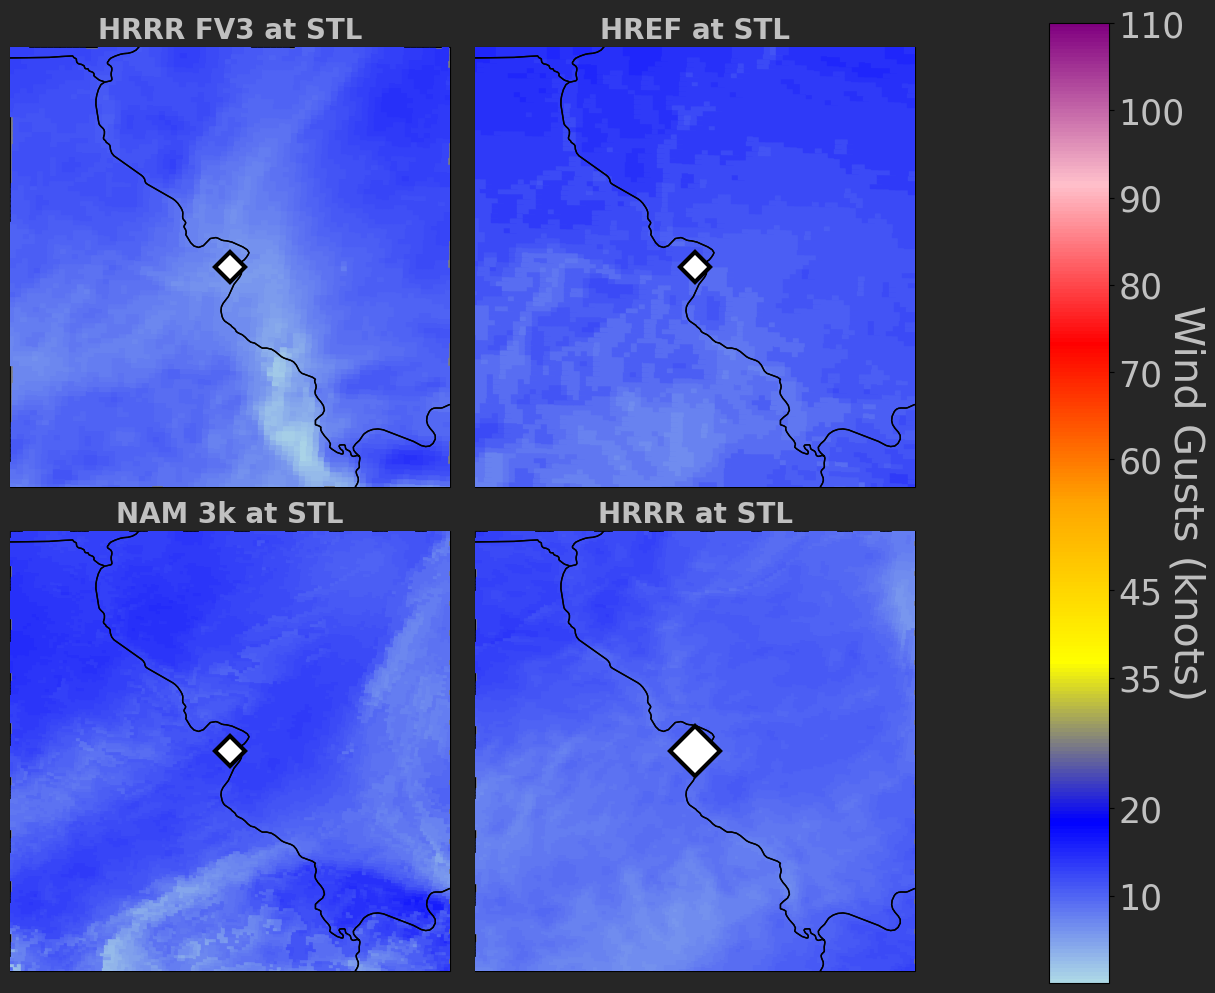 HRRR FV3 at STL
HREF at STL
NAM 3k at STL
HRRR at STL
110
100
90
80
70
60
45
35
20
10
Wind Gusts (knots)